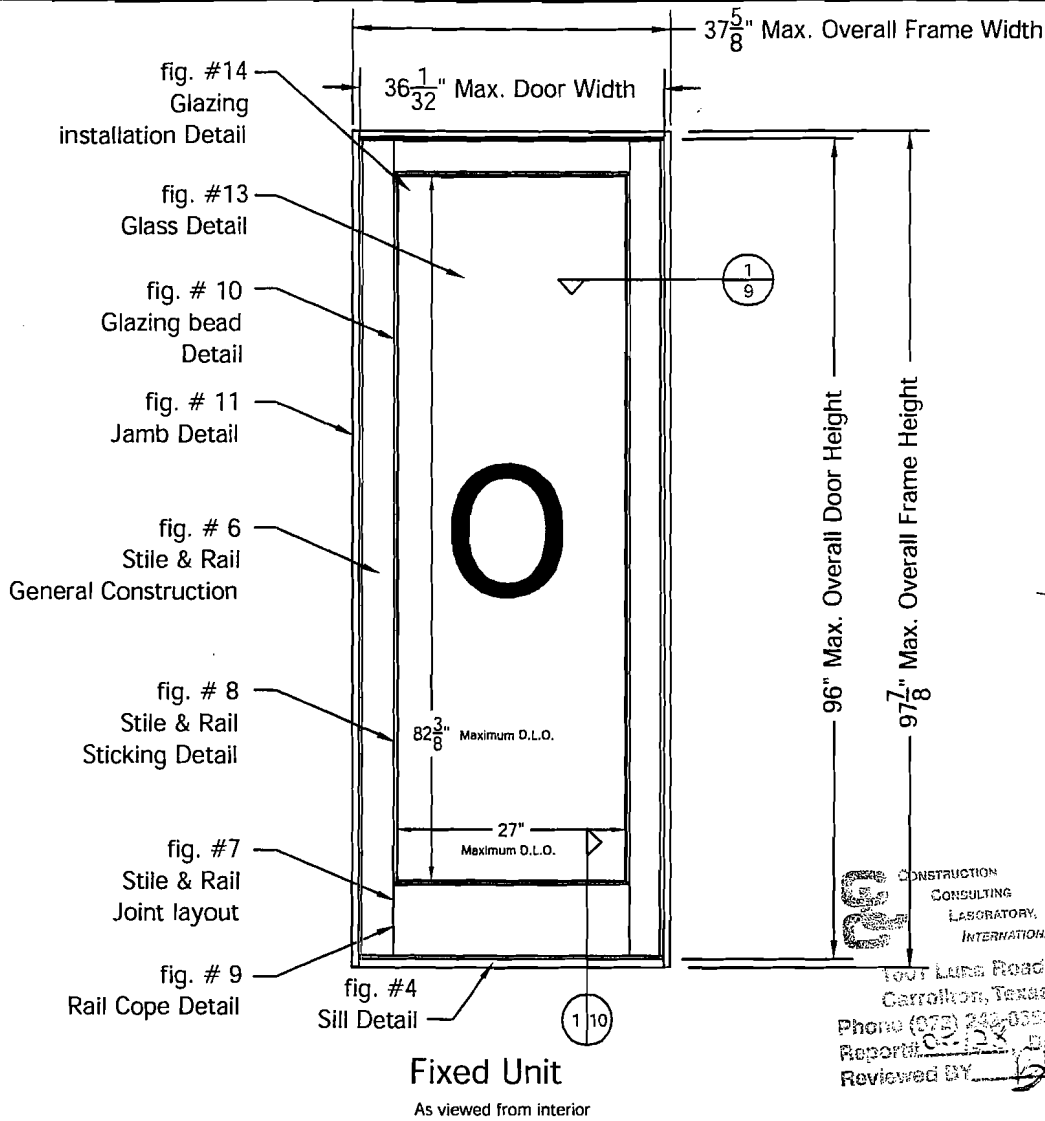 37 5/8" Max. Overall Frame Width
36 1/32" Max. Door Width
fig. #14
Glazing
installation Detail
fig. #13
Glass Detail
fig. # 10
Glazing bead
Detail
fig. # 11
Jamb Detail
fig. # 6
Stile & Rail
General Construction
fig. # 8
Stile & Rail
Sticking Detail
fig. #7
Stile & Rail
Joint layout
fig. # 9
Rail Cope Detail
fig. #4
Sill Detail
1
9
O
82 3/8" Maximum D.L.O.
27"
Maximum D.L.O.
1 10
96" Max. Overall Door Height
97 7/8" Max. Overall Frame Height
CONSTRUCTION
CONSULTING
LABORATORY,
Road
Carrollton, Texas
Phone
Report#
Reviewed BY
Fixed Unit
As viewed from interior